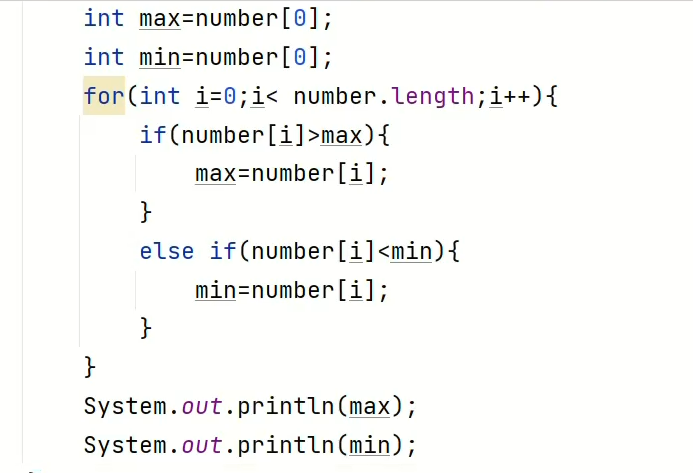 int max=number[0];
int min=number[0];
for(int i=0;i< number.length;i++){
if(number[i]>max){
max=number[i];
}
else if(number[i]<min){
min=number[i];
}
}
System.out.println(max);
System.out.println(min);